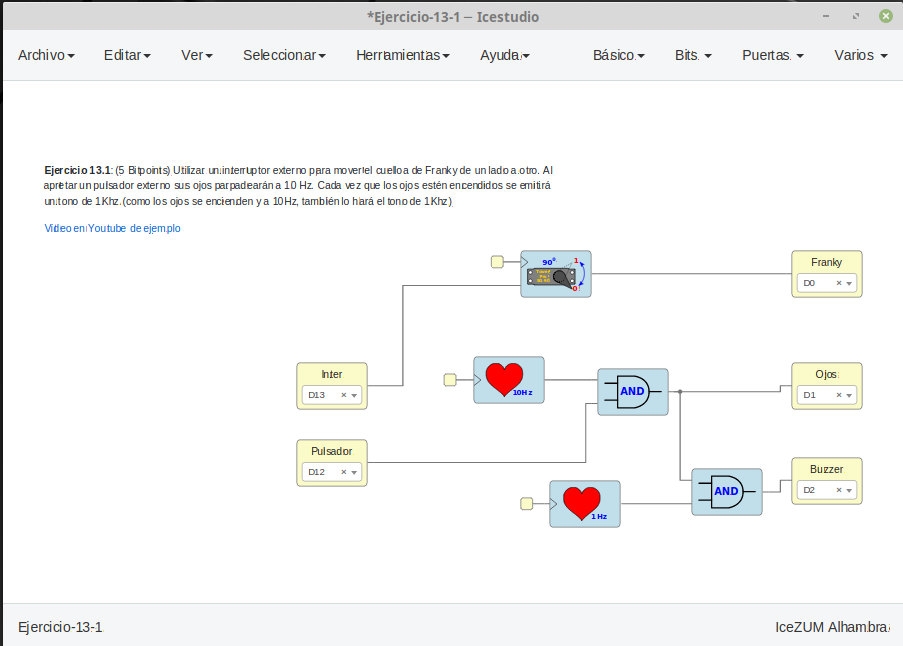 *Ejercicio-13-1 – Icestudio
Archivo Editar Ver Seleccionar Herramientas Ayuda Básico Bits Puertas Varios
Ejercicio 13.1: (5 Bitpoints) Utilizar un interruptor externo para mover el cuello a de Franky de un lado a otro. Al
apretar un pulsador externo sus ojos parpadearán a 10 Hz. Cada vez que los ojos estén encendidos se emitirá
un tono de 1Khz. (como los ojos se encienden y a 10Hz, también lo hará el tono de 1Khz)
Vídeo en Youtube de ejemplo
90º
1
0
Franky
D0
Inter
D13
10Hz
AND
Ojos
D1
Pulsador
D12
1 Hz
AND
Buzzer
D2
Ejercicio-13-1
IceZUM Alhambra